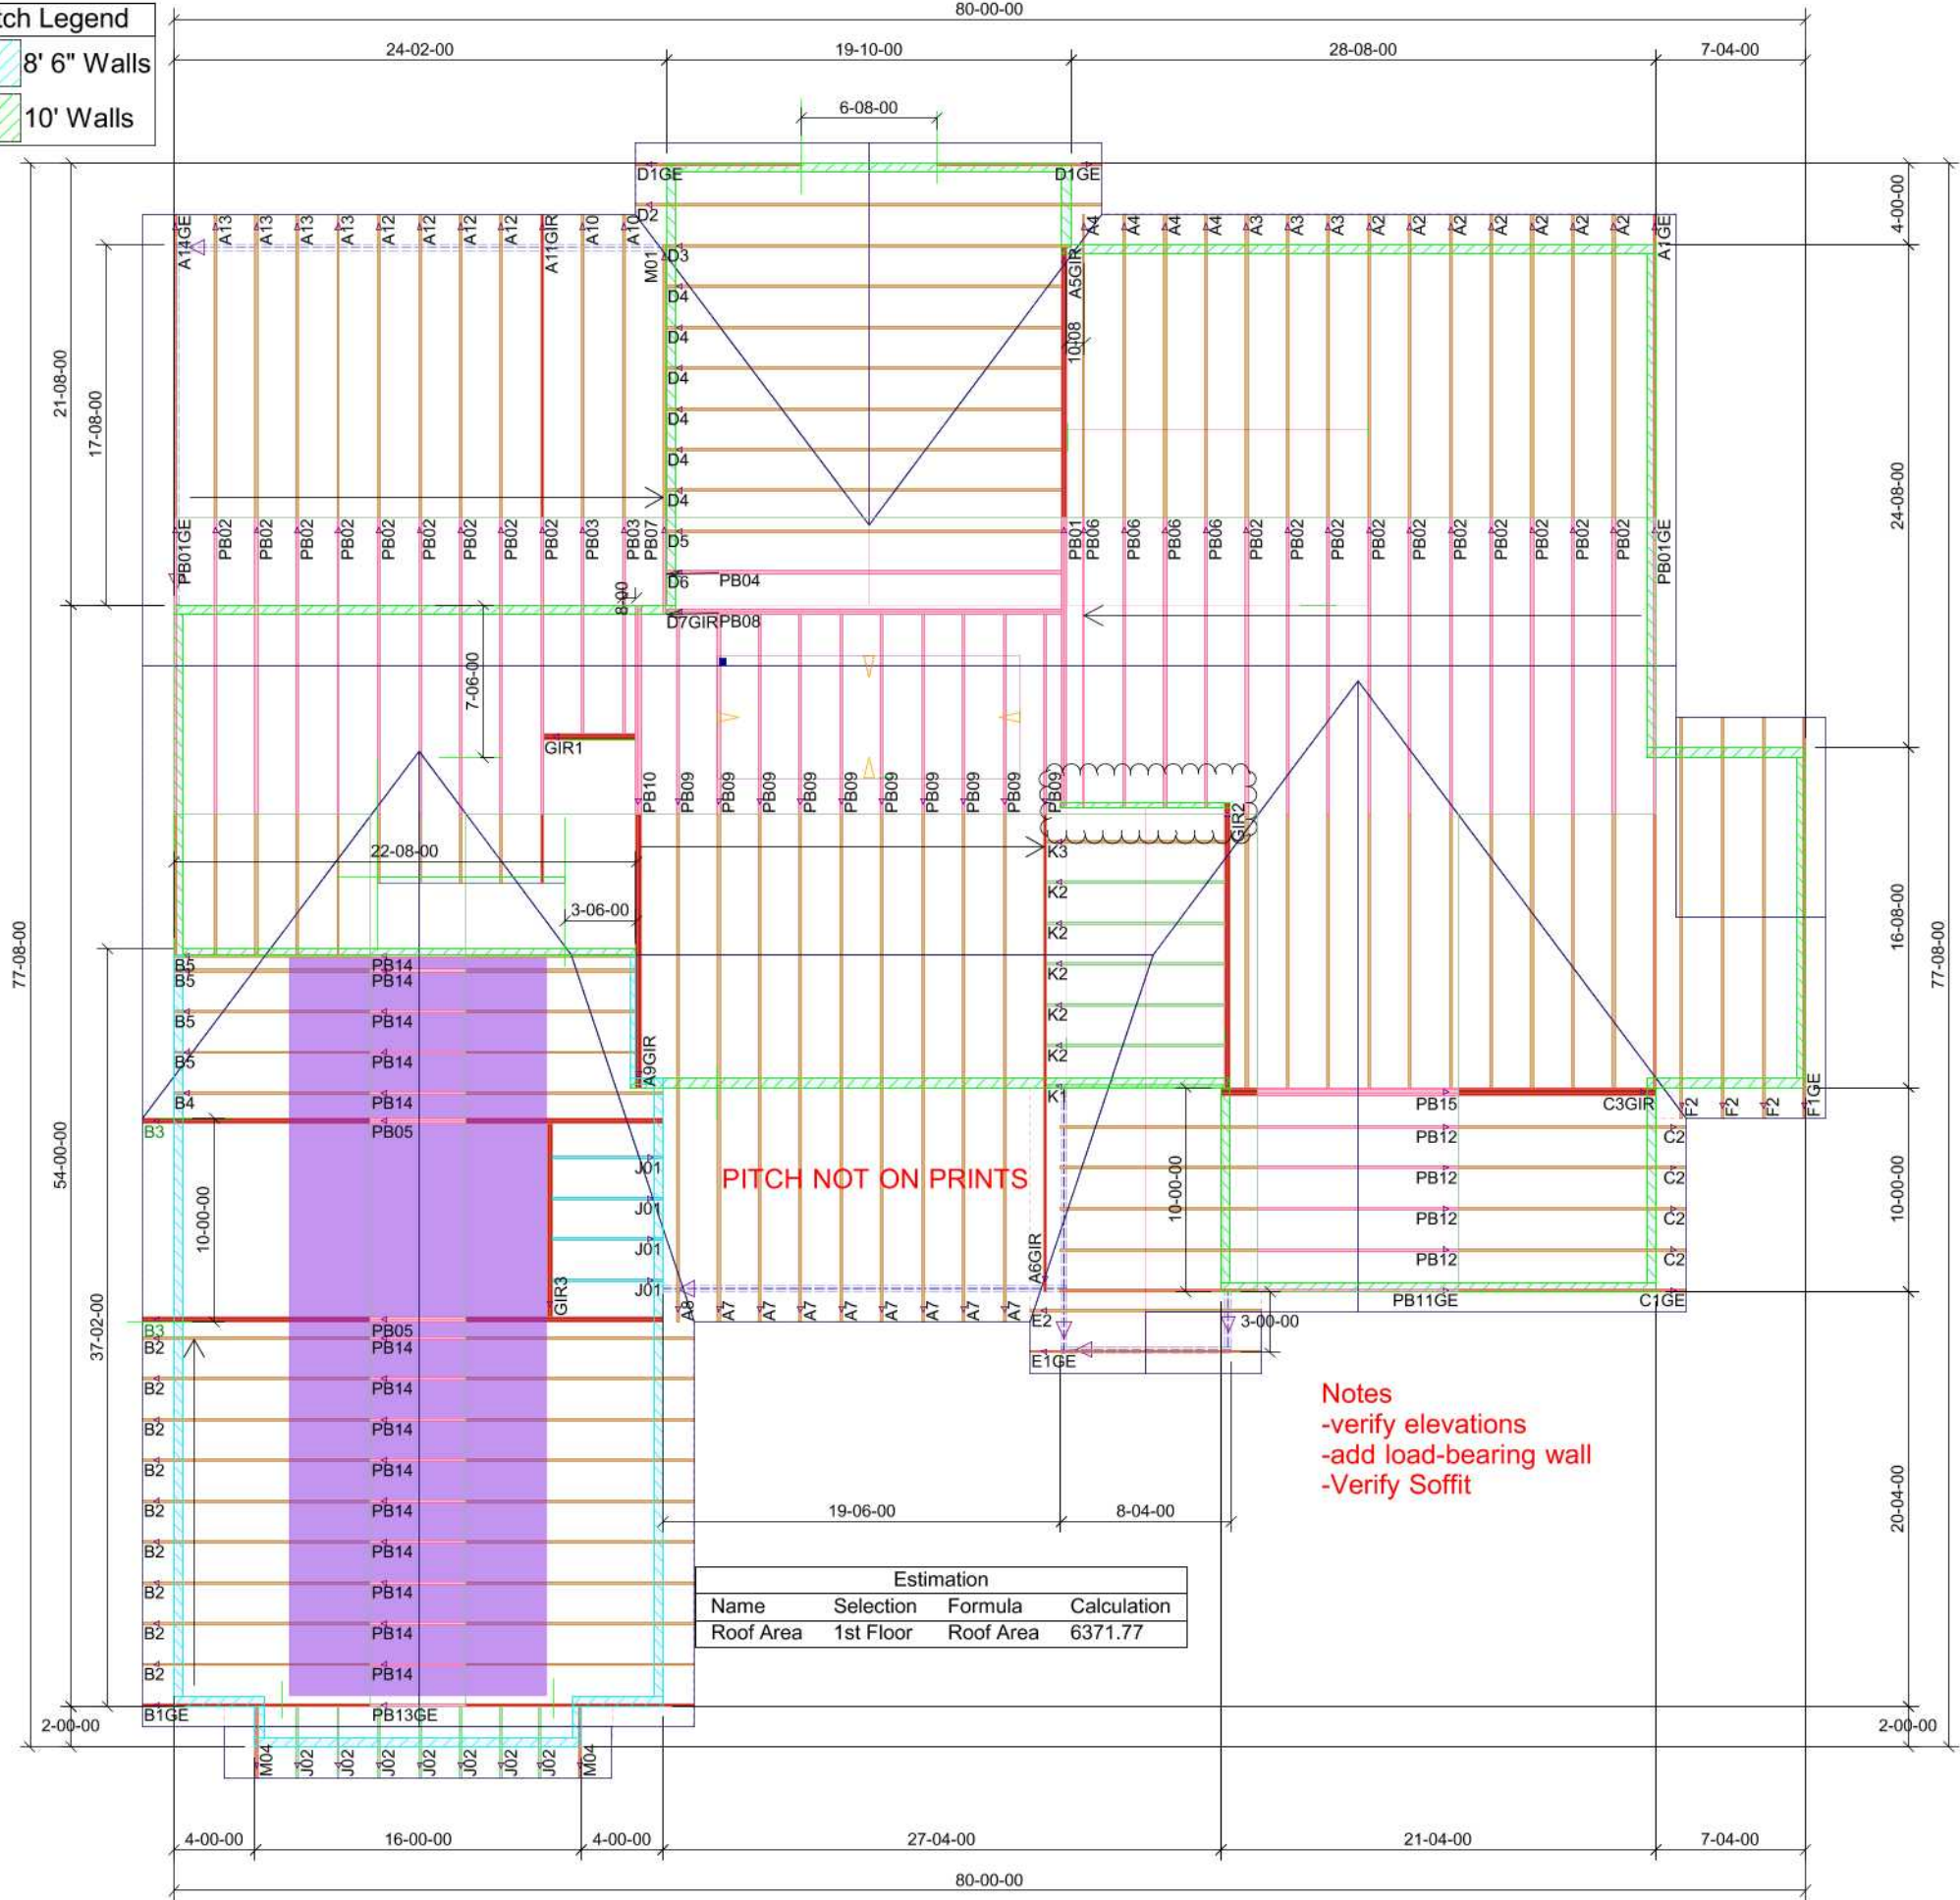 tch Legend
8' 6" Walls
10' Walls
80-00-00
24-02-00
19-10-00
28-08-00
7-04-00
6-08-00
D1GE D1GE
D2
A14GE A13 A13 A13 A13 A12 A12 A12 A12 A11GIR A10 A10
M01 D3
A5GIR A4 A4 A4 A4 A3 A3 A3 A2 A2 A2 A2 A2 A2 A2 A1GE
4-00-00
D4
D4
10-08
D4
D4
D4
D4
21-08-00
17-08-00
24-08-00
PB01GE PB02 PB02 PB02 PB02 PB02 PB02 PB02 PB02 PB02 PB03 PB03 PB07
D5
PB01 PB06 PB06 PB06 PB06 PB02 PB02 PB02 PB02 PB02 PB02 PB02 PB02 PB02 PB02 PB01GE
D6 PB04
8-00
D7GIR PB08
7-06-00
GIR1
PB10 PB09 PB09 PB09 PB09 PB09 PB09 PB09 PB09 PB09 PB09
GIR2
22-08-00
K3
K2
3-06-00
K2
K2
K2
K2
K1
77-08-00
16-08-00
77-08-00
B5 PB14
B5 PB14
B5 PB14
B5 PB14
A9GIR
B4 PB14
B3 PB05
PB15 C3GIR
F2 F2 F2 F1GE
PB12 C2
PB12 C2
PB12 C2
PB12 C2
54-00-00
10-00-00
J01
J01
J01
J01
GIR3
PITCH NOT ON PRINTS
10-00-00
10-00-00
A6GIR
PB11GE C1GE
A8 A7 A7 A7 A7 A7 A7 A7 A7
E2
3-00-00
E1GE
37-02-00
B3 PB05
B2 PB14
B2 PB14
B2 PB14
B2 PB14
B2 PB14
B2 PB14
B2 PB14
B2 PB14
B2 PB14
Notes
-verify elevations
-add load-bearing wall
-Verify Soffit
20-04-00
19-06-00
8-04-00
Estimation
Name Selection Formula Calculation
Roof Area 1st Floor Roof Area 6371.77
B1GE PB13GE
2-00-00
2-00-00
M04 J02 J02 J02 J02 J02 J02 J02 M04
4-00-00
16-00-00
4-00-00
27-04-00
21-04-00
7-04-00
80-00-00